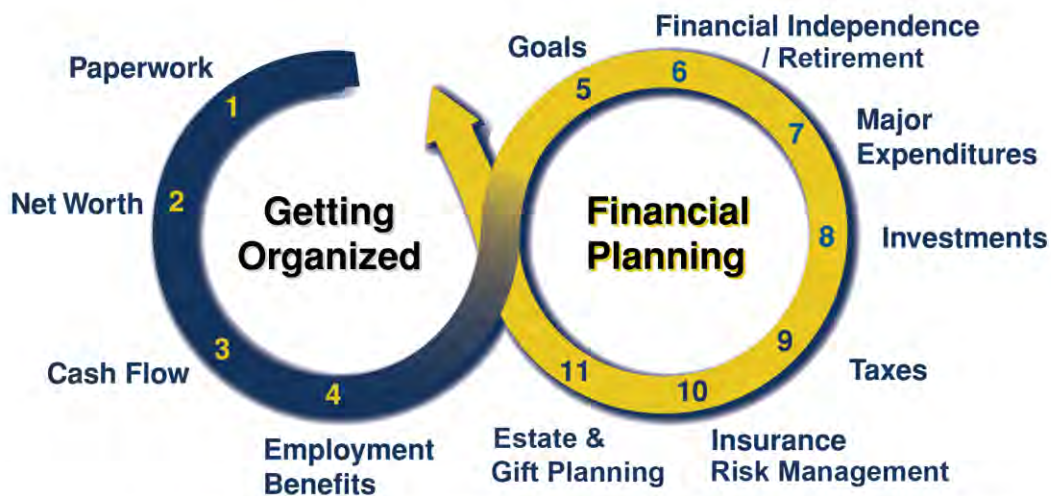 Paperwork
1
Net Worth
2
Cash Flow
3
4
Employment
Benefits
Getting
Organized
Goals
5
Financial Independence
/ Retirement
6
7
Major
Expenditures
8
Investments
9
Taxes
10
Insurance
Risk Management
11
Estate &
Gift Planning
Financial
Planning